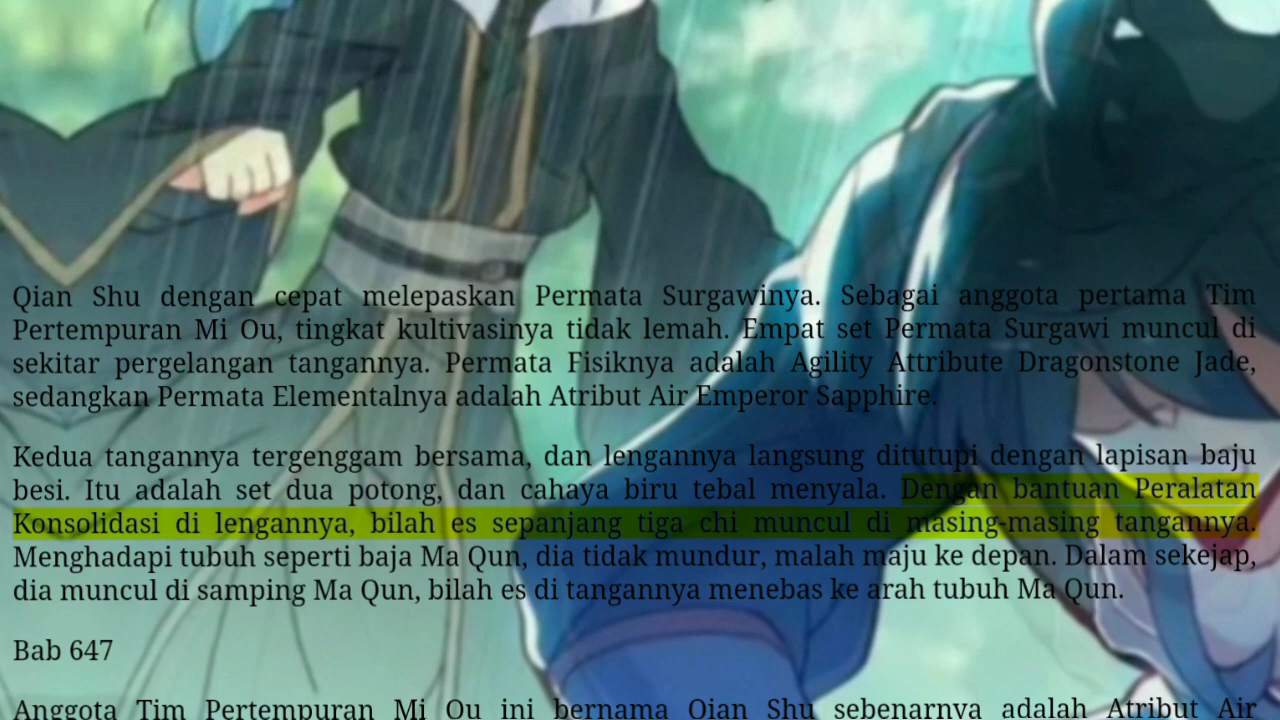 Qian Shu dengan cepat melepaskan Permata Surgawinya. Sebagai anggota pertama Tim
Pertempuran Mi Ou, tingkat kultivasinya tidak lemah. Empat set Permata Surgawi muncul di
sekitar pergelangan tangannya. Permata Fisiknya adalah Agility Attribute Dragonstone Jade,
sedangkan Permata Elementalnya adalah Atribut Air Emperor Sapphire.
Kedua tangannya tergenggam bersama, dan lengannya langsung ditutupi dengan lapisan baju
besi. Itu adalah set dua potong, dan cahaya biru tebal menyala. Dengan bantuan Peralatan
Konsolidasi di lengannya, bilah es sepanjang tiga chi muncul di masing-masing tangannya.
Menghadapi tubuh seperti baja Ma Qun, dia tidak mundur, malah maju ke depan. Dalam sekejap,
dia muncul di samping Ma Qun, bilah es di tangannya menebas ke arah tubuh Ma Qun.
Bab 647
Anggota Tim Pertempuran Mi Ou ini bernama Qian Shu sebenarnya adalah Atribut Air